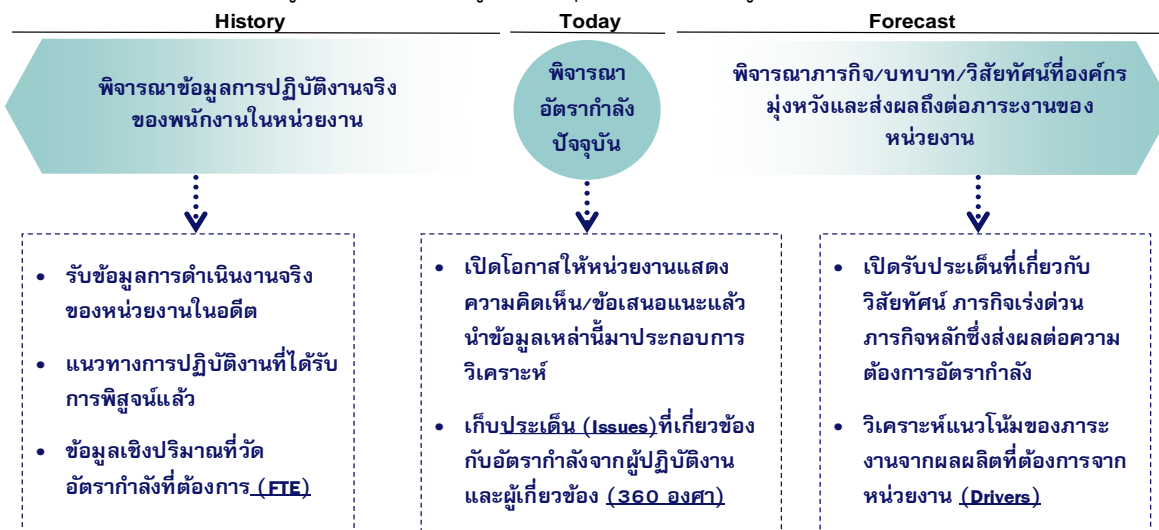 History
Today
Forecast
พิจารณาข้อมูลการปฏิบัติงานจริง
ของพนักงานในหน่วยงาน
พิจารณา
อัตรากำลัง
ปัจจุบัน
พิจารณาภารกิจ/บทบาท/วิสัยทัศน์ที่องค์กร
มุ่งหวังและส่งผลถึงต่อภาระงานของ
หน่วยงาน
• รับข้อมูลการดำเนินงานจริง
ของหน่วยงานในอดีต
• แนวทางการปฏิบัติงานที่ได้รับ
การพิสูจน์แล้ว
• ข้อมูลเชิงปริมาณที่วัด
อัตรากำลังที่ต้องการ (FTE)
• เปิดโอกาสให้หน่วยงานแสดง
ความคิดเห็น/ข้อเสนอแนะแล้ว
นำข้อมูลเหล่านี้มาประกอบการ
วิเคราะห์
• เก็บประเด็น (Issues)ที่เกี่ยวข้อง
กับอัตรากำลังจากผู้ปฏิบัติงาน
และผู้เกี่ยวข้อง (360 องศา)
• เปิดรับประเด็นที่เกี่ยวกับ
วิสัยทัศน์ ภารกิจเร่งด่วน
ภารกิจหลักซึ่งส่งผลต่อความ
ต้องการอัตรากำลัง
• วิเคราะห์แนวโน้มของภาระ
งานจากผลผลิตที่ต้องการจาก
หน่วยงาน (Drivers)